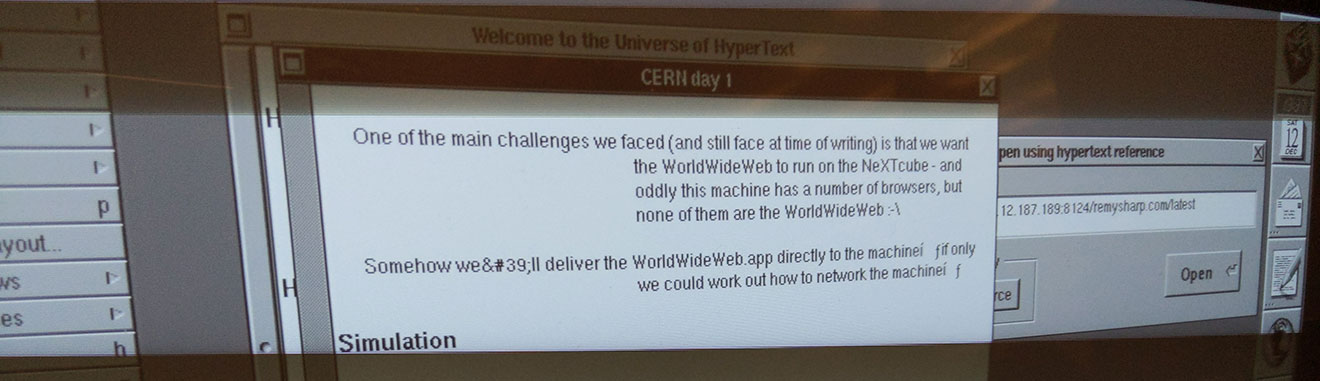 Welcome to the Universe of HyperText
CERN day 1
H
One of the main challenges we faced (and still face at time of writing) is that we want
the WorldWideWeb to run on the NeXTcube - and
oddly this machine has a number of browsers, but
none of them are the WorldWideWeb :-\
Somehow we&#39;ll deliver the WorldWideWeb.app directly to the machineí ƒif only
we could work out how to network the machineí ƒ
H
Simulation
p
yout...
ws
es
h
pen using hypertext reference
.12.187.189:8124/remysharp.com/latest
rce
Open
SAT
12
DEC